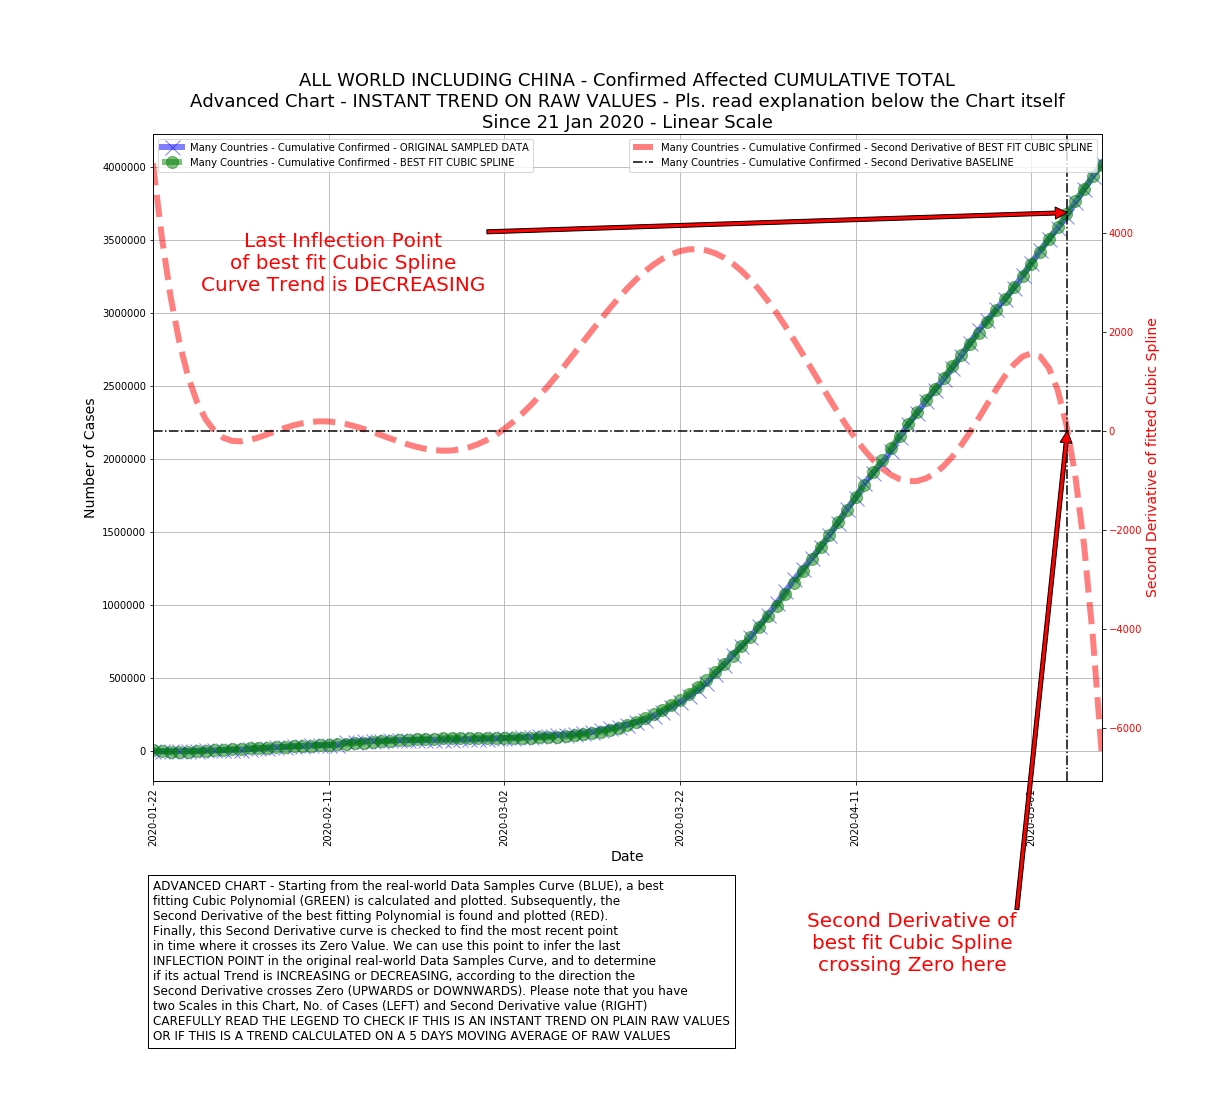 ALL WORLD INCLUDING CHINA - Confirmed Affected CUMULATIVE TOTAL
Advanced Chart - INSTANT TREND ON RAW VALUES - Pls. read explanation below the Chart itself
Since 21 Jan 2020 - Linear Scale
Many Countries - Cumulative Confirmed - ORIGINAL SAMPLED DATA
Many Countries - Cumulative Confirmed - BEST FIT CUBIC SPLINE
Many Countries - Cumulative Confirmed - Second Derivative of BEST FIT CUBIC SPLINE
Many Countries - Cumulative Confirmed - Second Derivative BASELINE
Last Inflection Point
of best fit Cubic Spline
Curve Trend is DECREASING
Number of Cases
4000000
3500000
3000000
2500000
2000000
1500000
1000000
500000
0
4000
2000
0
−2000
−4000
−6000
Second Derivative of fitted Cubic Spline
2020-01-22
2020-02-11
2020-03-02
2020-03-22
2020-04-11
2020-05-01
Date
ADVANCED CHART - Starting from the real-world Data Samples Curve (BLUE), a best
fitting Cubic Polynomial (GREEN) is calculated and plotted. Subsequently, the
Second Derivative of the best fitting Polynomial is found and plotted (RED).
Finally, this Second Derivative curve is checked to find the most recent point
in time where it crosses its Zero Value. We can use this point to infer the last
INFLECTION POINT in the original real-world Data Samples Curve, and to determine
if its actual Trend is INCREASING or DECREASING, according to the direction the
Second Derivative crosses Zero (UPWARDS or DOWNWARDS). Please note that you have
two Scales in this Chart, No. of Cases (LEFT) and Second Derivative value (RIGHT)
CAREFULLY READ THE LEGEND TO CHECK IF THIS IS AN INSTANT TREND ON PLAIN RAW VALUES
OR IF THIS IS A TREND CALCULATED ON A 5 DAYS MOVING AVERAGE OF RAW VALUES
Second Derivative of
best fit Cubic Spline
crossing Zero here